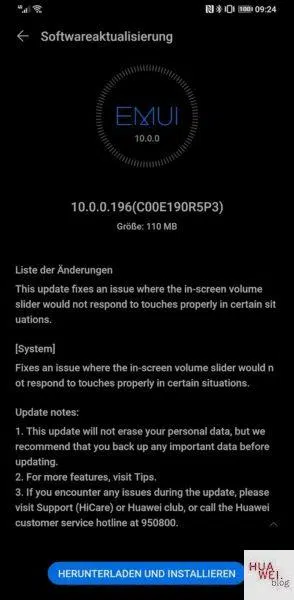 4G 100 09:24
Softwareaktualisierung
EMUI
10.0.0
10.0.0.196(C00E190R5P3)
Größe: 110 MB
Liste der Änderungen
This update fixes an issue where the in-screen volume
slider would not respond to touches properly in certain sit
uations.
[System]
Fixes an issue where the in-screen volume slider would n
ot respond to touches properly in certain situations.
Update notes:
1. This update will not erase your personal data, but we
recommend that you back up any important data before
updating.
2. For more features, visit Tips.
3. If you encounter any issues during the update, please
visit Support (HiCare) or Huawei club, or call the Huawei
customer service hotline at 950800.
HERUNTERLADEN UND INSTALLIEREN
HUA
WEI.
blog